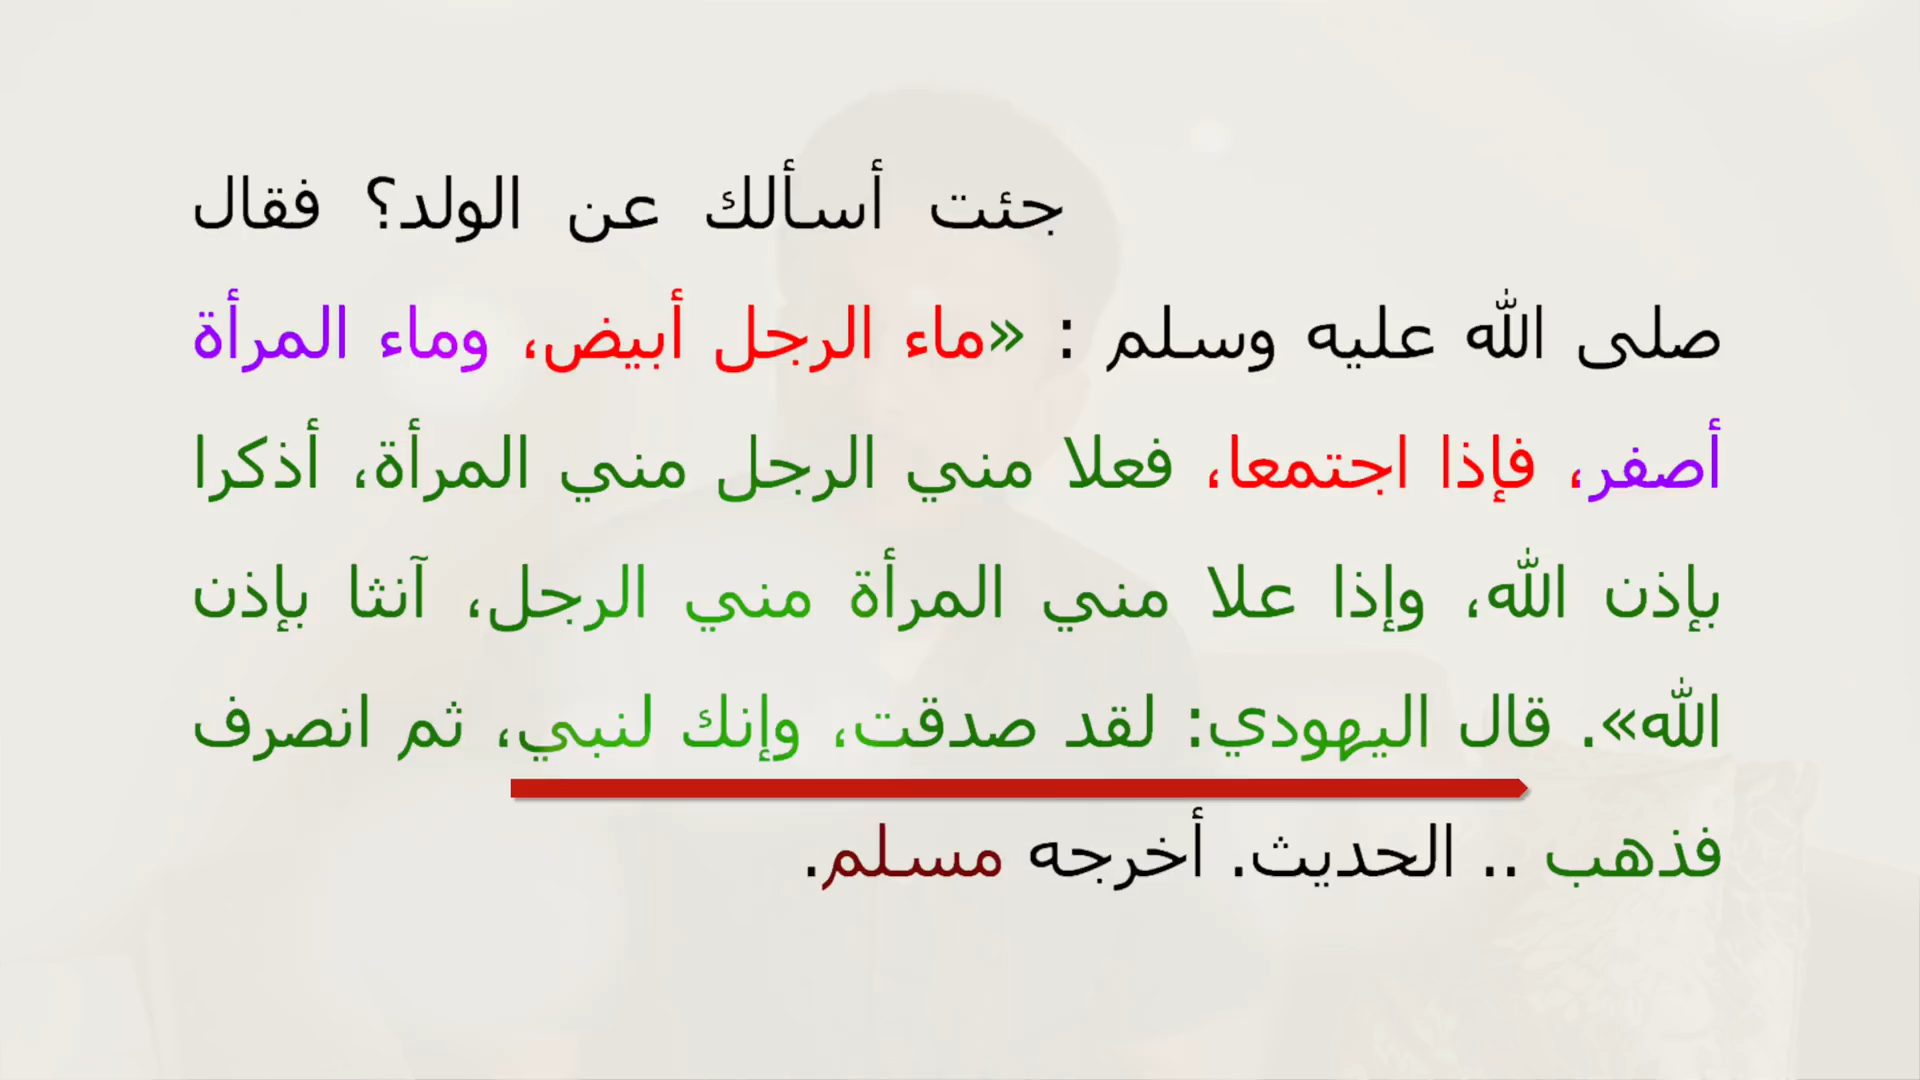 جئت أسألك عن الولد؟ فقال
صلى الله عليه وسلم : «ماء الرجل أبيض، وماء المرأة
أصفر، فإذا اجتمعا، فعلا مني الرجل مني المرأة، أذكرا
بإذن الله، وإذا علا مني المرأة مني الرجل، آنثا بإذن
الله». قال اليهودي: لقد صدقت، وإنك لنبي، ثم انصرف
فذهب .. الحديث. أخرجه مسلم.